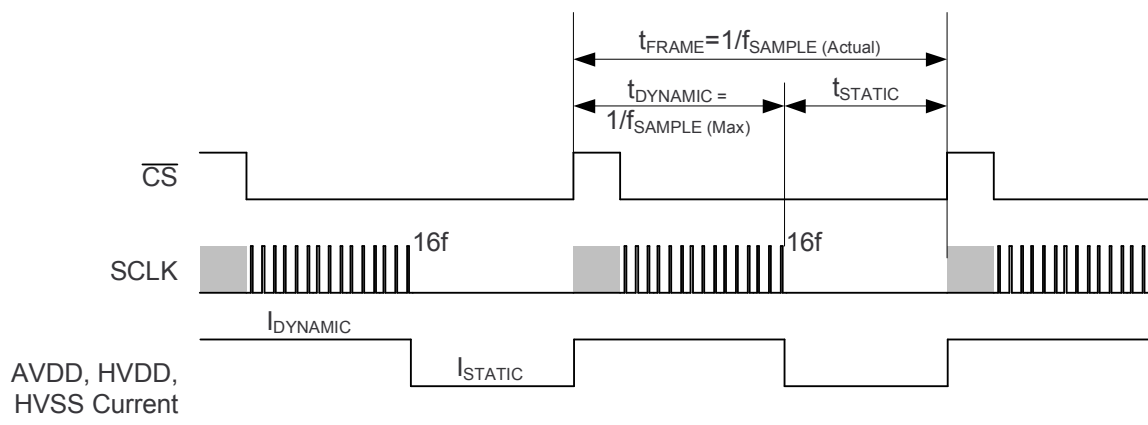 tFRAME=1/fSAMPLE (Actual)
tDYNAMIC = tSTATIC
1/fSAMPLE (Max)
CS
16f 16f
SCLK
IDYNAMIC
ISTATIC
AVDD, HVDD,
HVSS Current